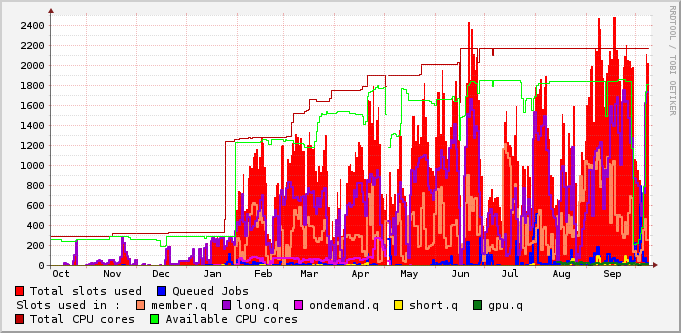 2400
2200
2000
1800
1600
1400
1200
1000
800
600
400
200
0
Oct Nov Dec Jan Feb Mar Apr May Jun Jul Aug Sep
Total slots used Queued Jobs
Slots used in : member.q long.q ondemand.q short.q gpu.q
Total CPU cores Available CPU cores
RRDTOOL / TOBI OETIKER